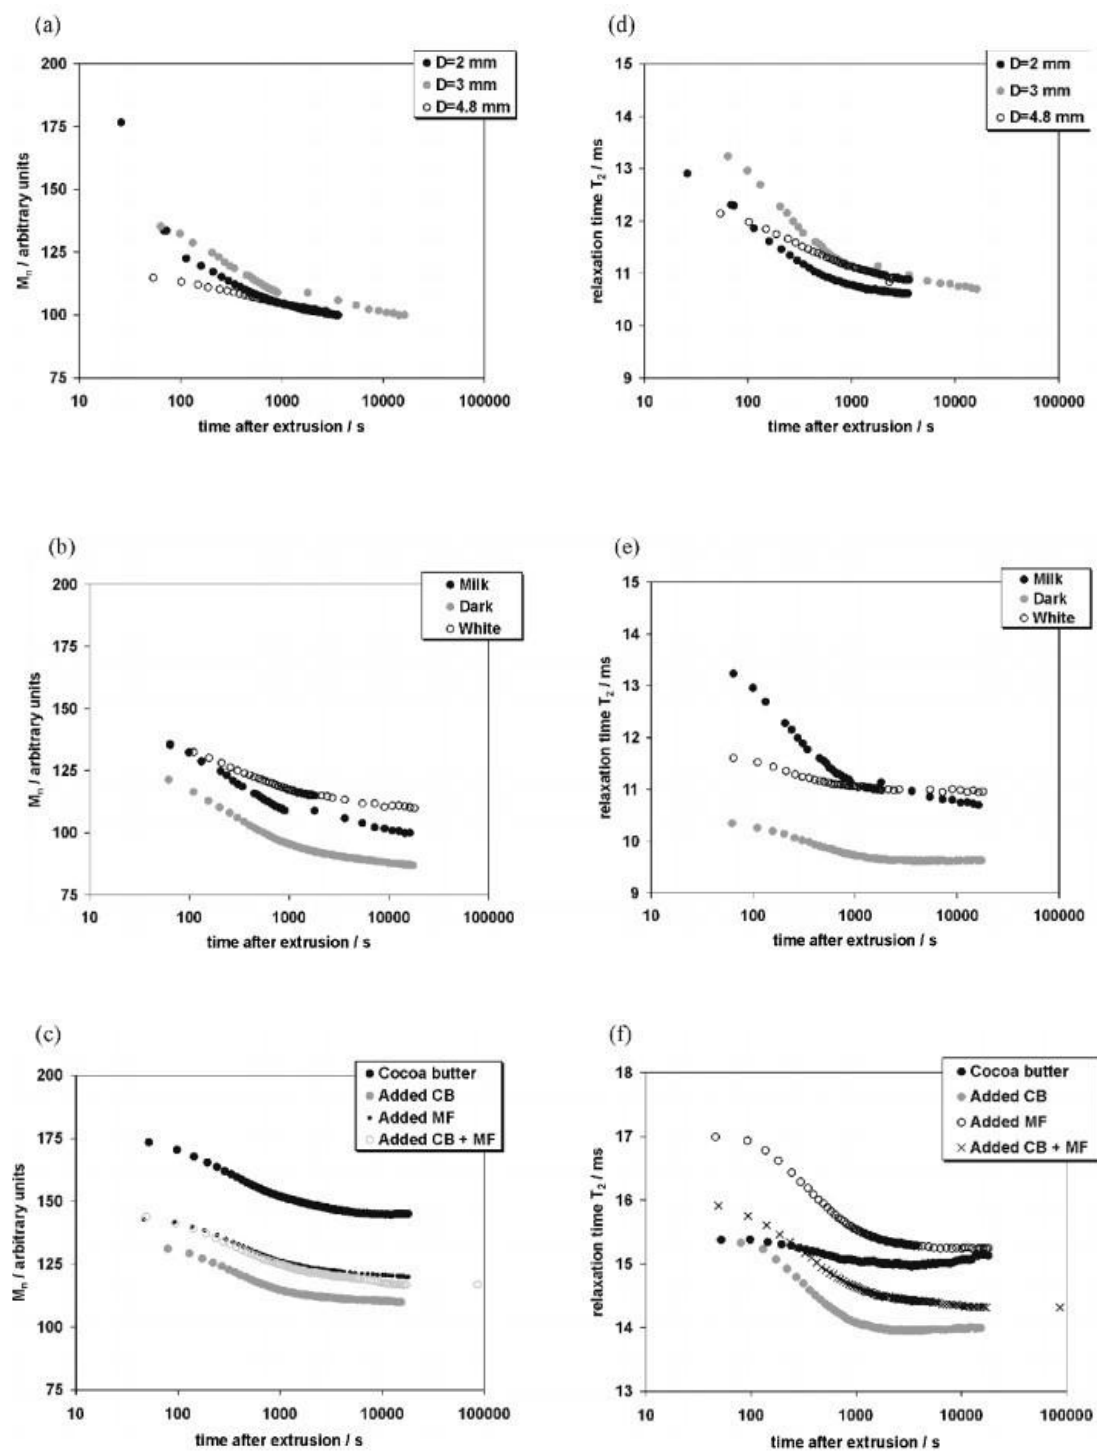 (a)
200
175
150
125
100
75
10
100
1000
10000
100000
M_n / arbitrary units
time after extrusion / s
D=2 mm
D=3 mm
D=4.8 mm
(d)
15
14
13
12
11
10
9
10
100
1000
10000
100000
relaxation time T_2 / ms
time after extrusion / s
D=2 mm
D=3 mm
D=4.8 mm
(b)
200
175
150
125
100
75
10
100
1000
10000
100000
M_n / arbitrary units
time after extrusion / s
Milk
Dark
White
(e)
15
14
13
12
11
10
9
10
100
1000
10000
100000
relaxation time T_2 / ms
time after extrusion / s
Milk
Dark
White
(c)
200
175
150
125
100
75
10
100
1000
10000
100000
M_n / arbitrary units
time after extrusion / s
Cocoa butter
Added CB
Added MF
Added CB + MF
(f)
18
17
16
15
14
13
10
100
1000
10000
100000
relaxation time T_2 / ms
time after extrusion / s
Cocoa butter
Added CB
Added MF
Added CB + MF